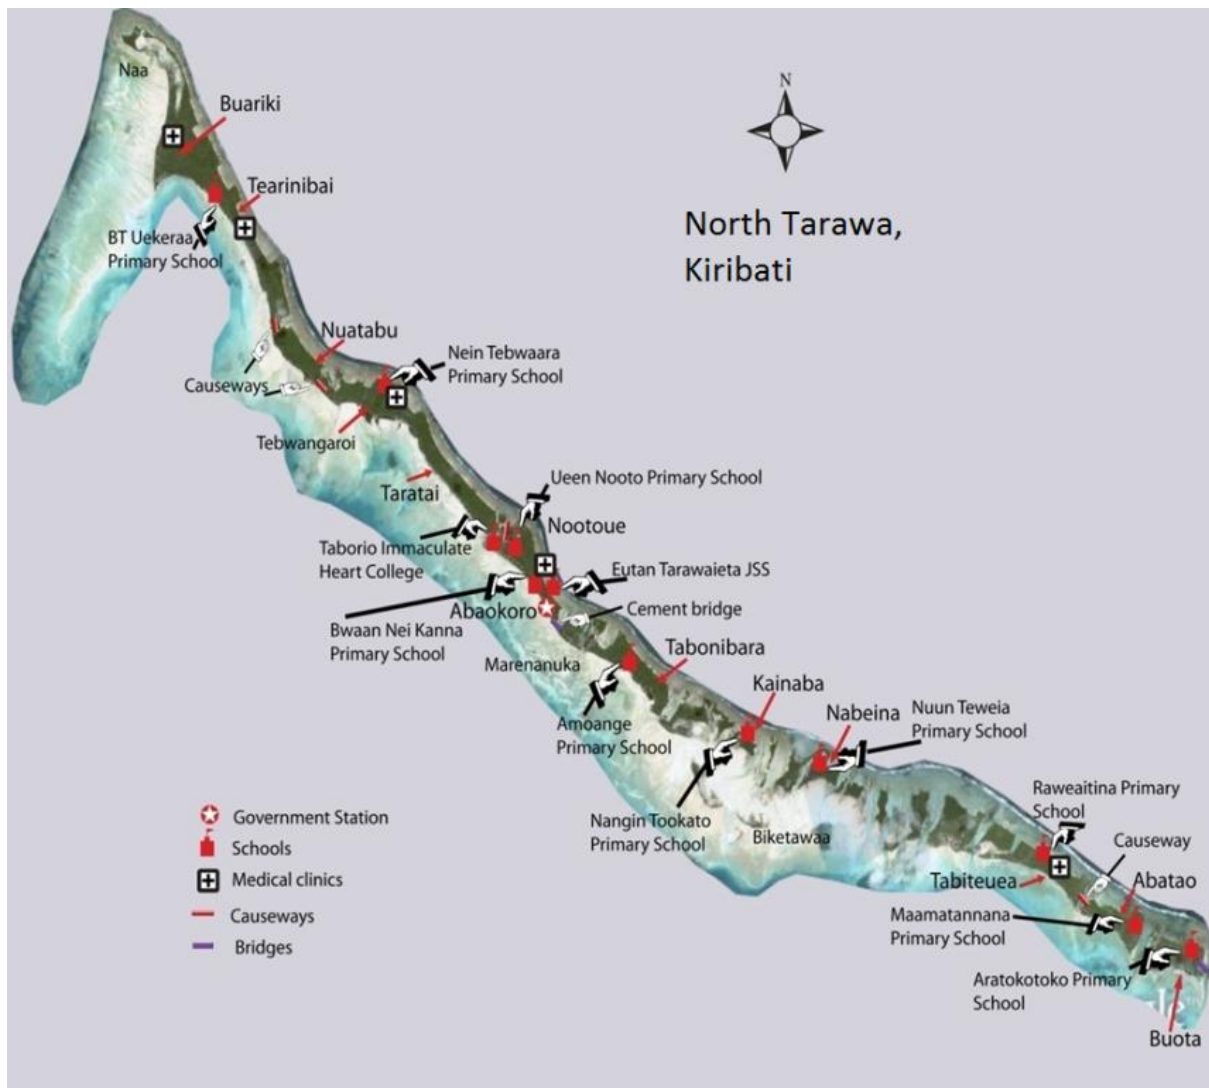 N
Naa
Buariki
Tearinibai
BT Uekeraa
Primary School
North Tarawa,
Kiribati
Nuatabu
Nein Tebwaara
Primary School
Causeways
Tebwangaroi
Taratai
Ueen Nooto Primary School
Nootoue
Taborio Immaculate
Heart College
Eutan Tarawaieta JSS
Abaokoro
Cement bridge
Bwaan Nei Kanna
Primary School
Marenanuka
Tabonibara
Kainaba
Amoange
Primary School
Nabeina
Nuun Teweia
Primary School
Nangin Tookato
Primary School
Biketawaa
Raweaitina Primary
School
Causeway
Tabiteuea
Abatao
Maamatannana
Primary School
Aratokotoko Primary
School
Buota
Government Station
Schools
Medical clinics
Causeways
Bridges